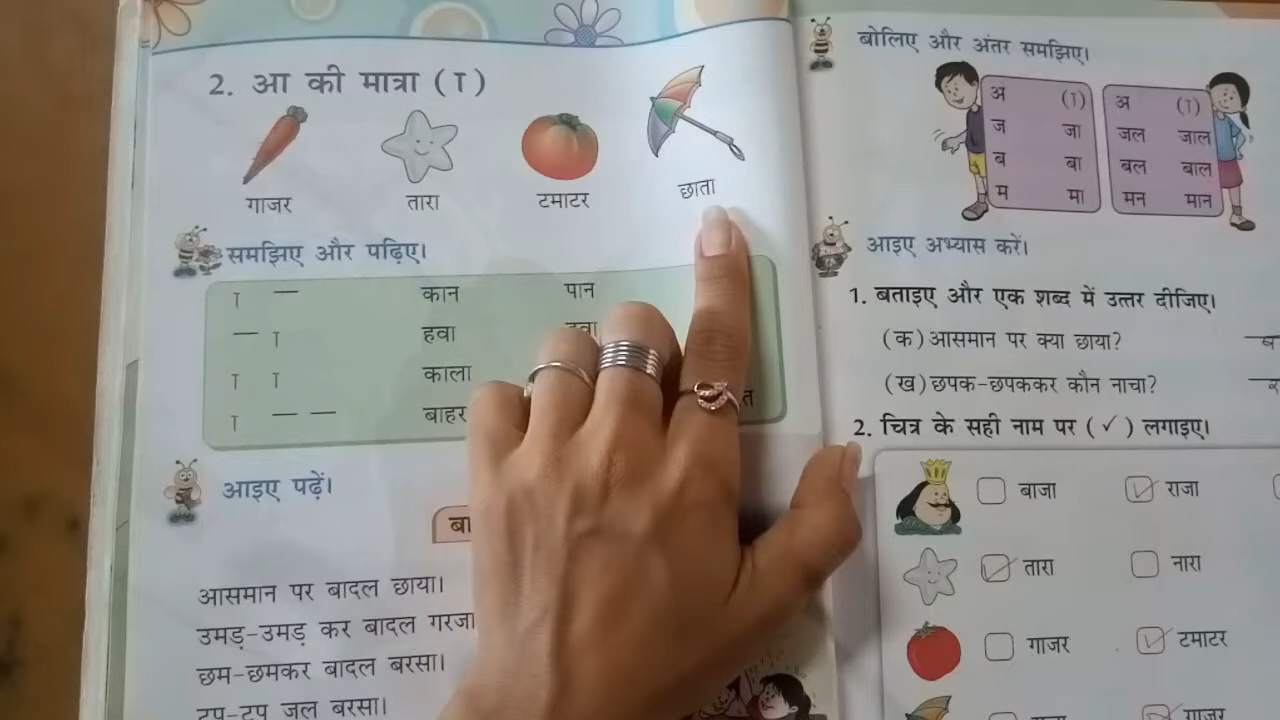 2. आ की मात्रा (ा)
गाजर तारा टमाटर छाता
समझिए और पढ़िए।
ा — कान पान
— ा हवा
ा ा काला
ा — — बाहर
आइए पढ़ें।
आसमान पर बादल छाया।
उमड़-उमड़ कर बादल गरजा
छम-छमकर बादल बरसा।
टप-टप जल बरसा।
बोलिए और अंतर समझिए।
अ (ा) अ (ा)
ज जा जल जाल
ब बा बल बाल
म मा मन मान
आइए अभ्यास करें।
1. बताइए और एक शब्द में उत्तर दीजिए।
(क) आसमान पर क्या छाया?
(ख) छपक-छपककर कौन नाचा?
2. चित्र के सही नाम पर (✓) लगाइए।
बाजा राजा
तारा नारा
गाजर टमाटर
गाजर